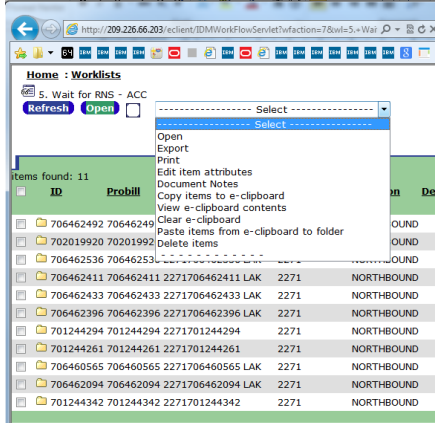 http://209.226.66.203/eclient/IDMWorkFlowServlet?wfaction=7&wl=5.+Wai
Home : Worklists
5. Wait for RNS - ACC
Refresh Open ----------------- Select -----------------
----------------- Select ----------------
Open
Export
Print
Edit item attributes
Document Notes
Copy items to e-clipboard
View e-clipboard contents
Clear e-clipboard
Paste items from e-clipboard to folder
Delete items
- - - - - - - - - - - -
items found: 11
ID Probill on De
706462492 70646249 OUND
702019920 70201992 OUND
706462536 70646253 2271 NORTHBOUND
706462411 706462411 2271706462411 LAK 2271 NORTHBOUND
706462433 706462433 2271706462433 LAK 2271 NORTHBOUND
706462396 706462396 2271706462396 LAK 2271 NORTHBOUND
701244294 701244294 2271701244294 2271 NORTHBOUND
701244261 701244261 2271701244261 2271 NORTHBOUND
706460565 706460565 2271706460565 LAK 2271 NORTHBOUND
706462094 706462094 2271706462094 LAK 2271 NORTHBOUND
701244342 701244342 2271701244342 2271 NORTHBOUND